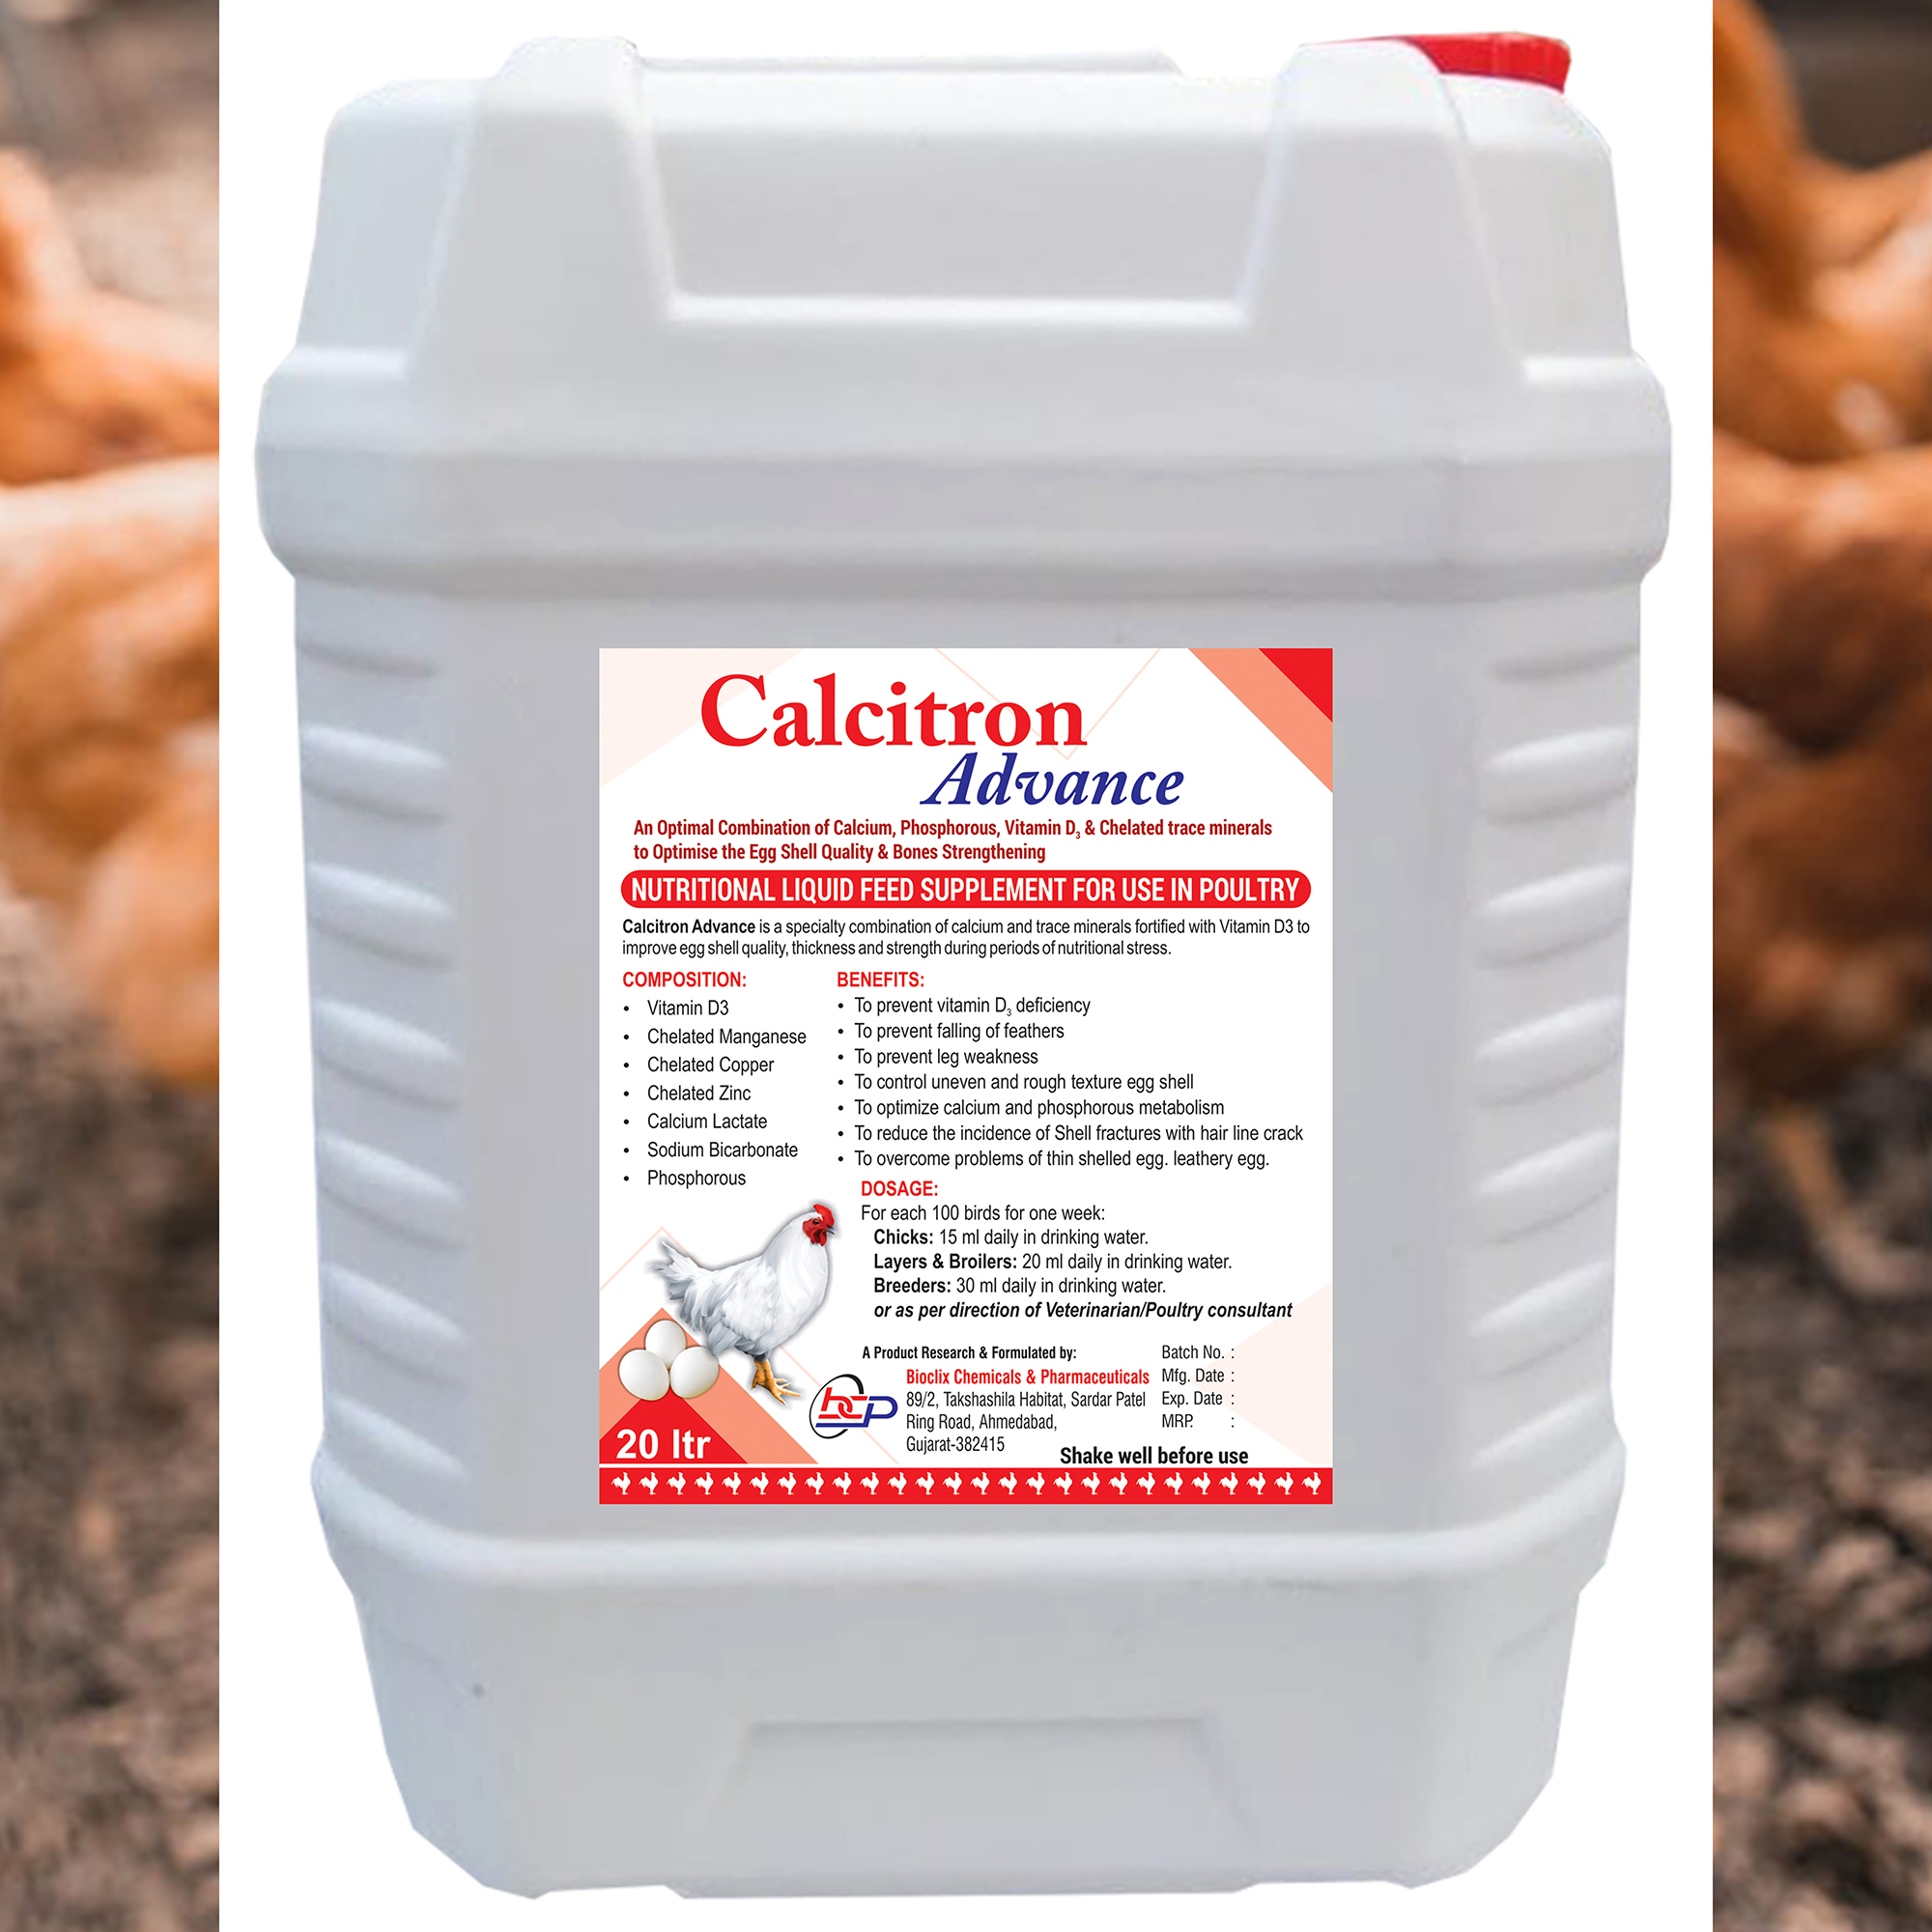 Calcitron
Advance
An Optimal Combination of Calcium, Phosphorous, Vitamin D3 & Chelated trace minerals
to Optimise the Egg Shell Quality & Bones Strengthening
NUTRITIONAL LIQUID FEED SUPPLEMENT FOR USE IN POULTRY
Calcitron Advance is a specialty combination of calcium and trace minerals fortified with Vitamin D3 to
improve egg shell quality, thickness and strength during periods of nutritional stress.
COMPOSITION:
• Vitamin D3
• Chelated Manganese
• Chelated Copper
• Chelated Zinc
• Calcium Lactate
• Sodium Bicarbonate
• Phosphorous
BENEFITS:
• To prevent vitamin D3 deficiency
• To prevent falling of feathers
• To prevent leg weakness
• To control uneven and rough texture egg shell
• To optimize calcium and phosphorous metabolism
• To reduce the incidence of Shell fractures with hair line crack
• To overcome problems of thin shelled egg. leathery egg.
DOSAGE:
For each 100 birds for one week:
Chicks: 15 ml daily in drinking water.
Layers & Broilers: 20 ml daily in drinking water.
Breeders: 30 ml daily in drinking water.
or as per direction of Veterinarian/Poultry consultant
A Product Research & Formulated by:
bcp
Bioclix Chemicals & Pharmaceuticals
89/2, Takshashila Habitat, Sardar Patel
Ring Road, Ahmedabad,
Gujarat-382415
Batch No. :
Mfg. Date :
Exp. Date :
MRP. :
20 ltr
Shake well before use